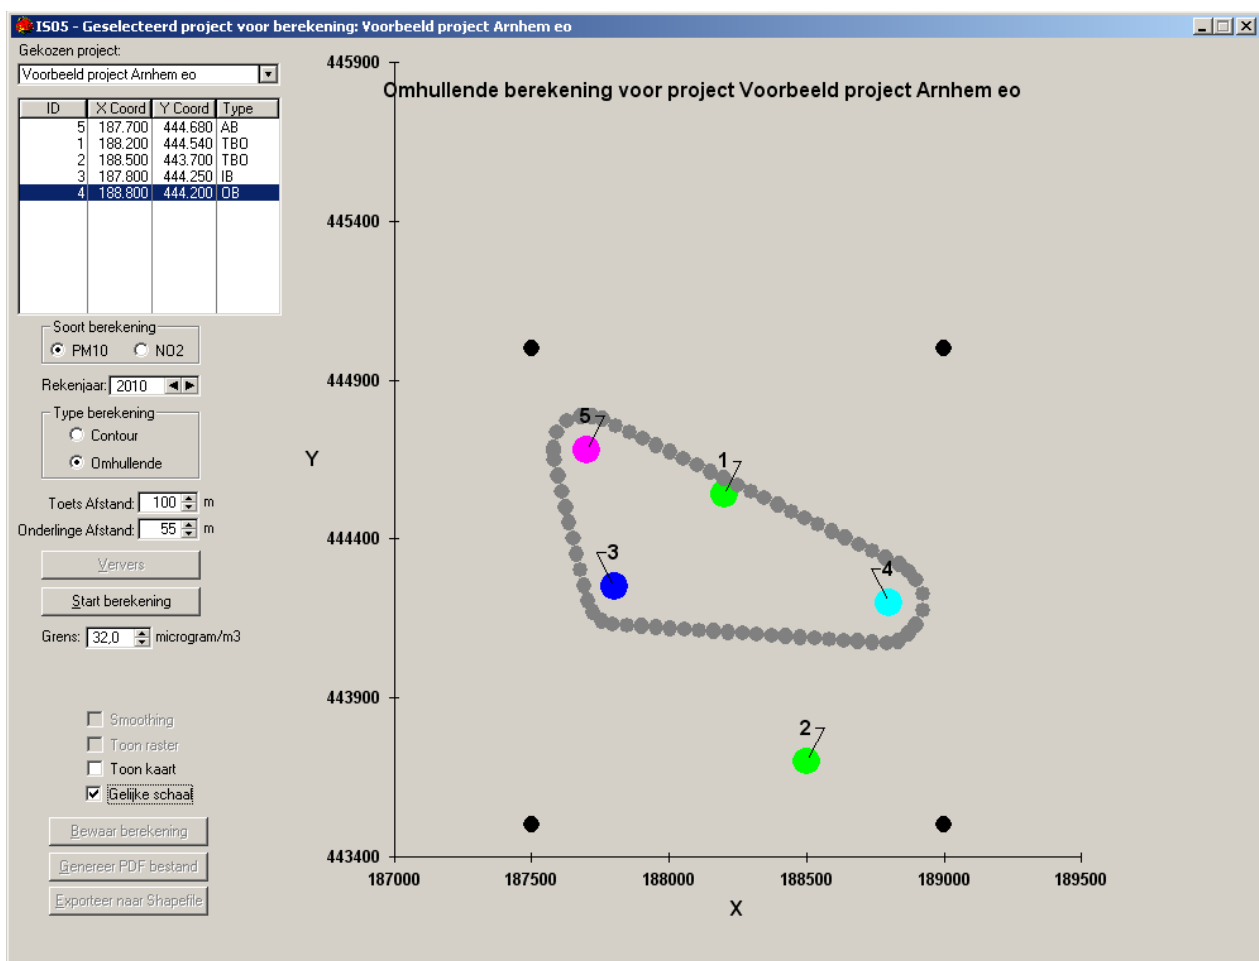 IS05 - Geselecteerd project voor berekening: Voorbeeld project Arnhem eo
Gekozen project:
Voorbeeld project Arnhem eo
ID X Coord Y Coord Type
5 187.700 444.680 AB
1 188.200 444.540 TBO
2 188.500 443.700 TBO
3 187.800 444.250 IB
4 188.800 444.200 OB
Soort berekening
PM10 NO2
Rekenjaar: 2010
Type berekening
Contour
Omhullende
Toets Afstand: 100 m
Onderlinge Afstand: 55 m
Ververs
Start berekening
Grens: 32,0 microgram/m3
Smoothing
Toon raster
Toon kaart
Gelijke schaal
Bewaar berekening
Genereer PDF bestand
Exporteer naar Shapefile
Omhullende berekening voor project Voorbeeld project Arnhem eo
445900
445400
444900
444400
443900
443400
Y
5
1
3
4
2
187000 187500 188000 188500 189000 189500
X